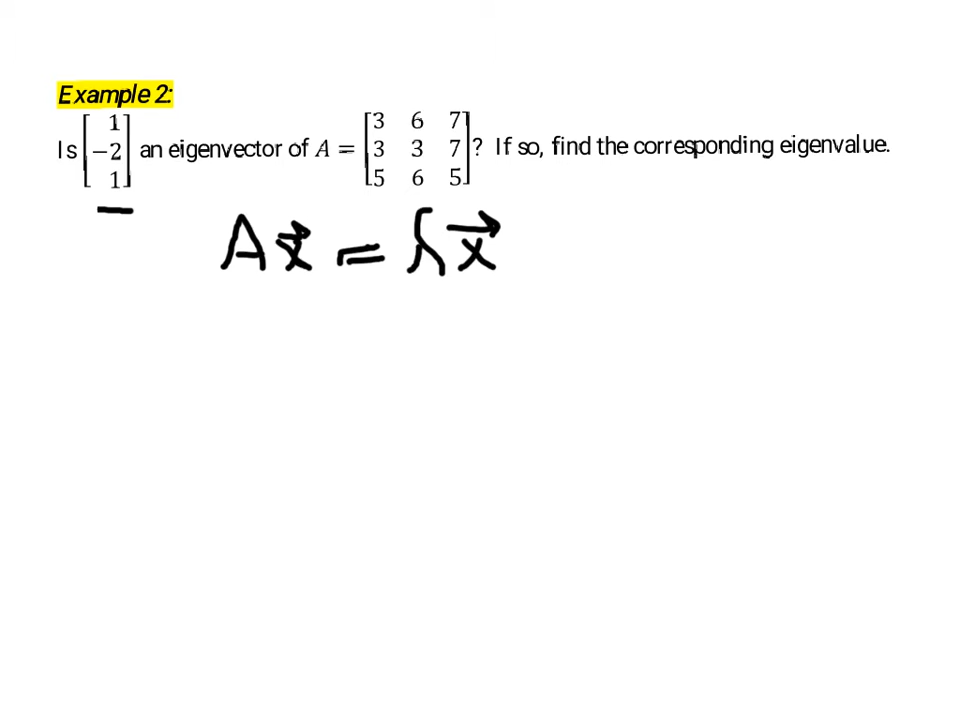 Example 2:
Is [1 −2 1] an eigenvector of A = [3 6 7; 3 3 7; 5 6 5]? If so, find the corresponding eigenvalue.
Ax⃗ = λx⃗